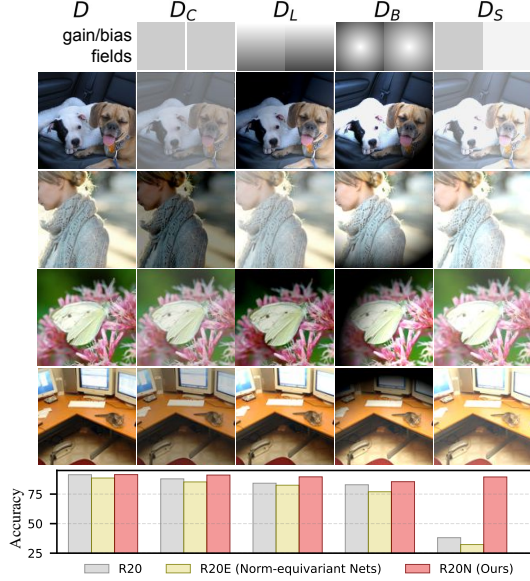 D D_C D_L D_B D_S
gain/bias
fields
Accuracy
75
50
25
R20 R20E (Norm-equivariant Nets) R20N (Ours)